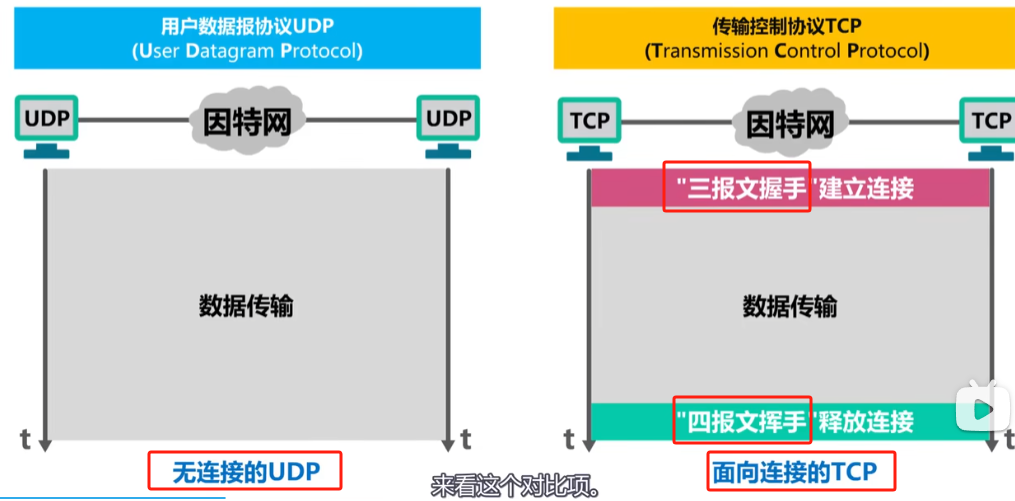 用户数据报协议UDP
(User Datagram Protocol)
UDP
因特网
UDP
数据传输
t
t
无连接的UDP
传输控制协议TCP
(Transmission Control Protocol)
TCP
因特网
TCP
"三报文握手"建立连接
数据传输
"四报文挥手"释放连接
t
t
面向连接的TCP
来看这个对比项。